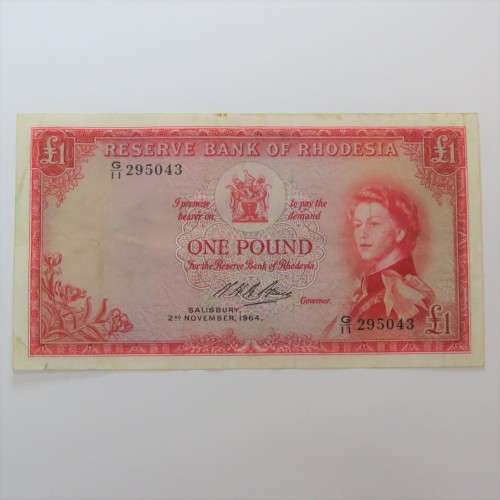 £1 RESERVE BANK OF RHODESIA £1
G/11 295043
I promise to pay the
bearer on demand
ONE POUND
For the Reserve Bank of Rhodesia
Governor.
SALISBURY,
2ND NOVEMBER, 1964.
G/11 295043 £1